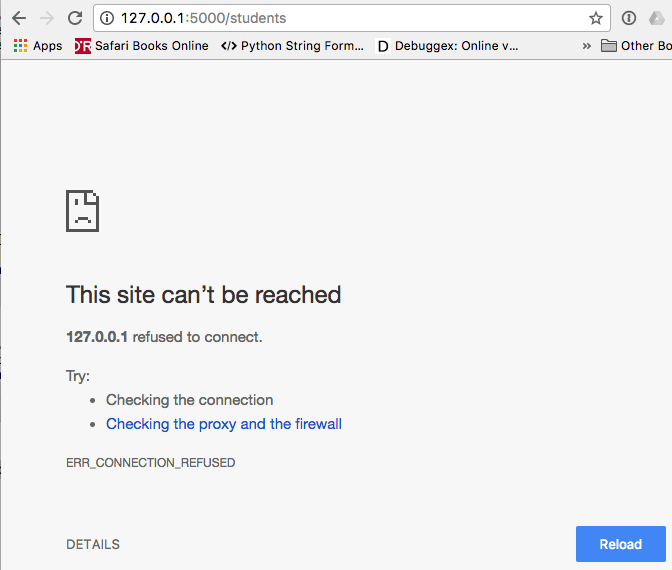 127.0.0.1:5000/students
Apps Safari Books Online </> Python String Form... D Debuggex: Online v... » Other Bo
This site can’t be reached
127.0.0.1 refused to connect.
Try:
• Checking the connection
• Checking the proxy and the firewall
ERR_CONNECTION_REFUSED
DETAILS Reload